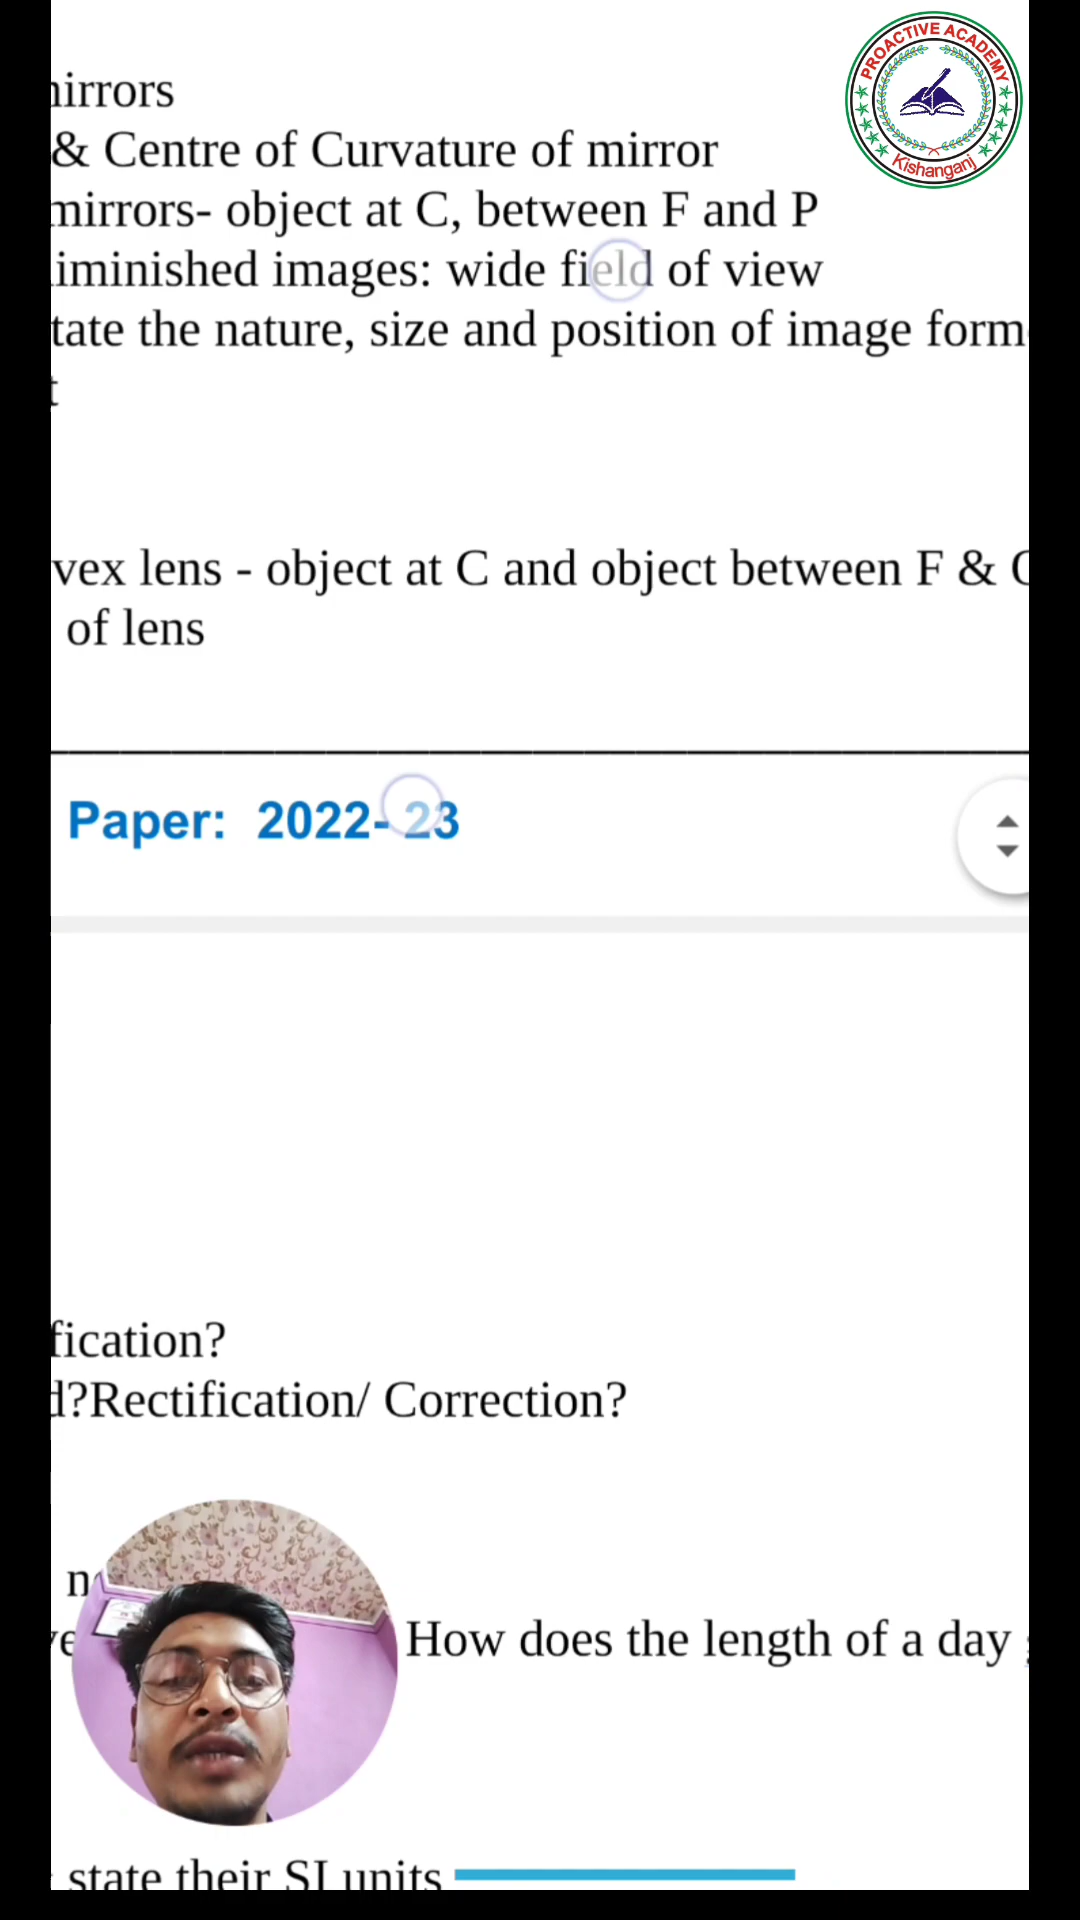 PROACTIVE ACADEMY
Kishanganj
irrors
& Centre of Curvature of mirror
mirrors- object at C, between F and P
iminished images: wide field of view
tate the nature, size and position of image form
t
vex lens - object at C and object between F & C
of lens
Paper: 2022-23
fication?
d?Rectification/ Correction?
n
How does the length of a day
state their SI units